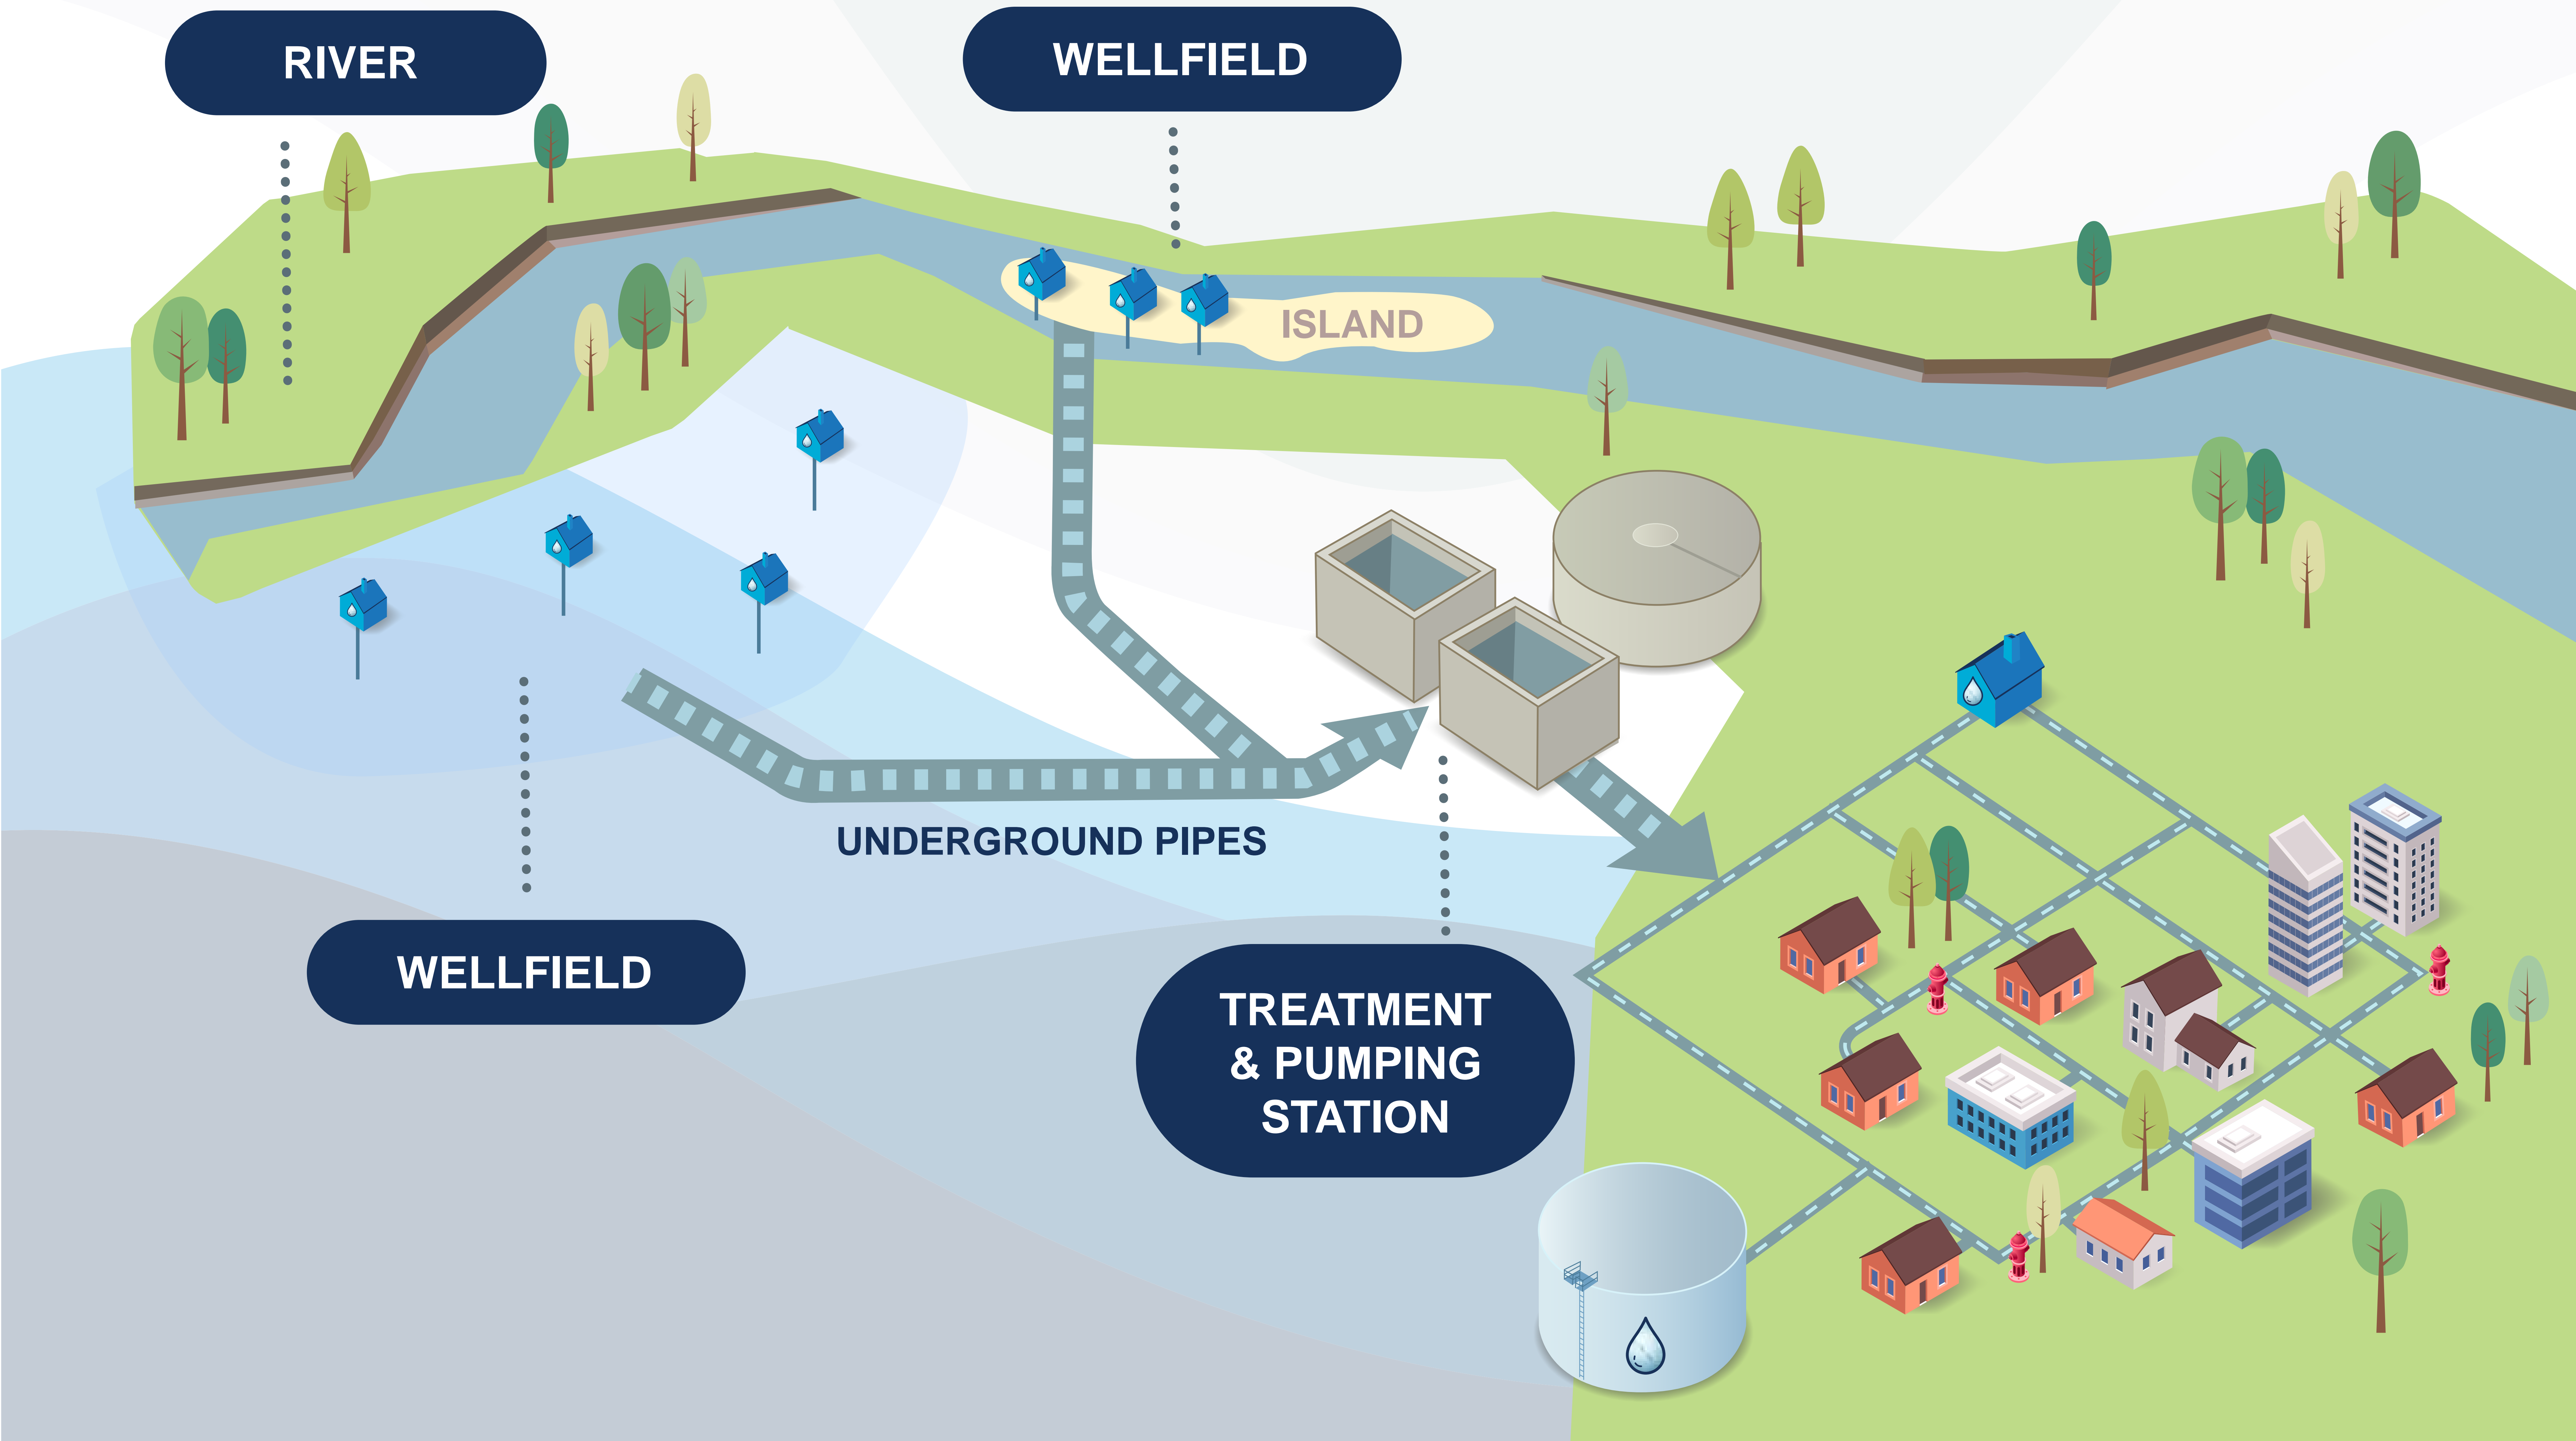 RIVER
WELLFIELD
ISLAND
UNDERGROUND PIPES
WELLFIELD
TREATMENT
& PUMPING
STATION